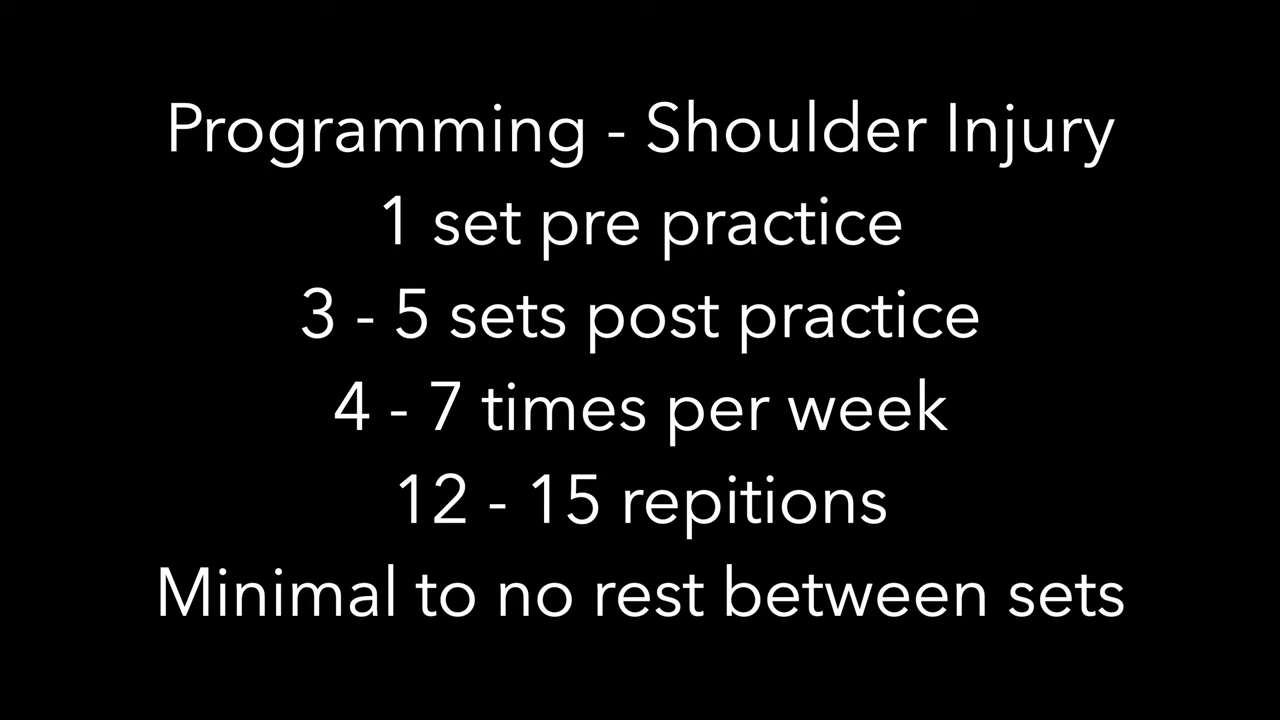 Programming - Shoulder Injury
1 set pre practice
3 - 5 sets post practice
4 - 7 times per week
12 - 15 repitions
Minimal to no rest between sets